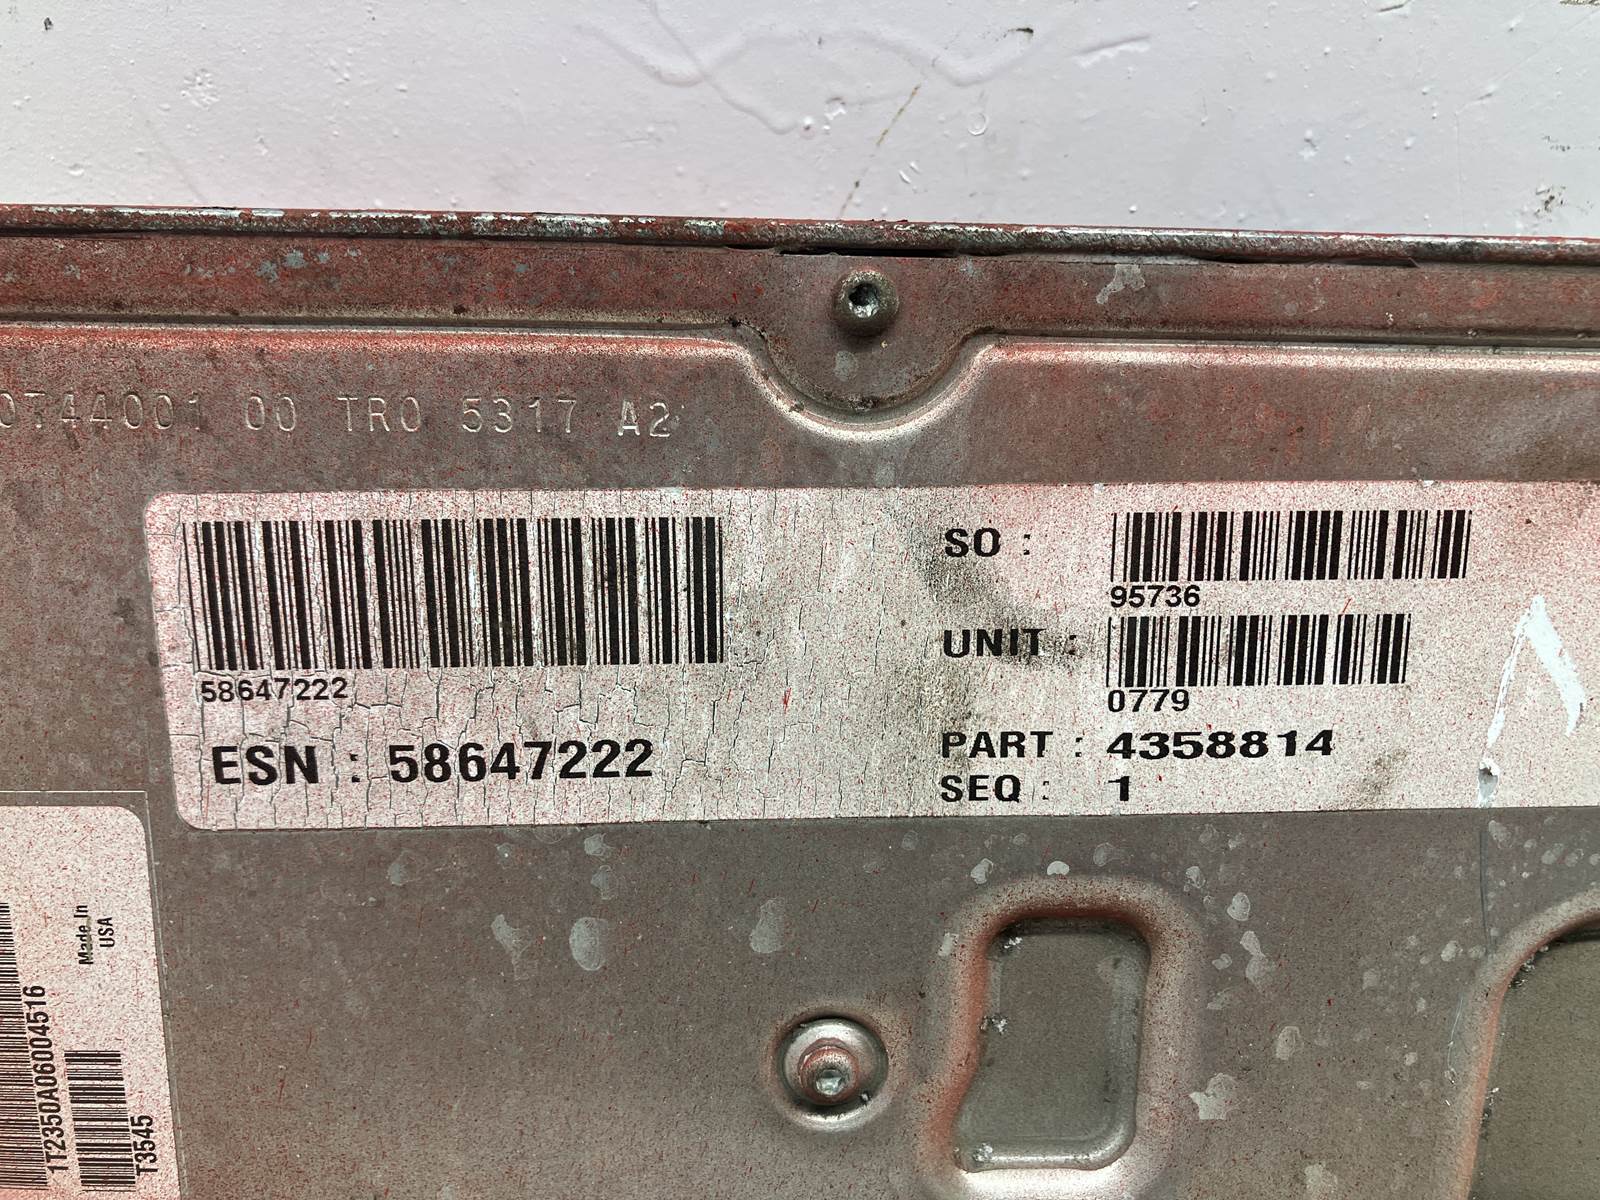 0T44001 00 TR0 5317 A2
58647222
ESN : 58647222
SO :
95736
UNIT :
0779
PART : 4358814
SEQ : 1
Made In
USA
1T2350A06004516
T3545